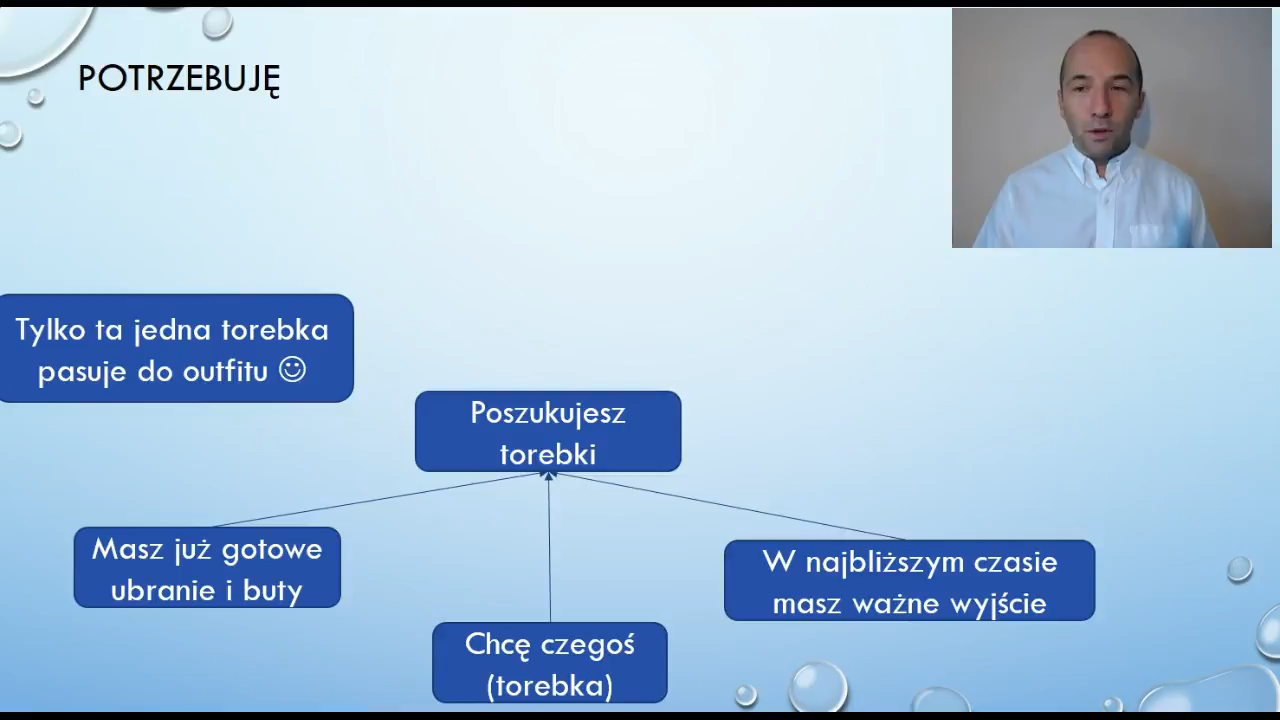 POTRZEBUJĘ
Tylko ta jedna torebka
pasuje do outfitu ☺
Poszukujesz
torebki
Masz już gotowe
ubranie i buty
W najbliższym czasie
masz ważne wyjście
Chcę czegoś
(torebka)